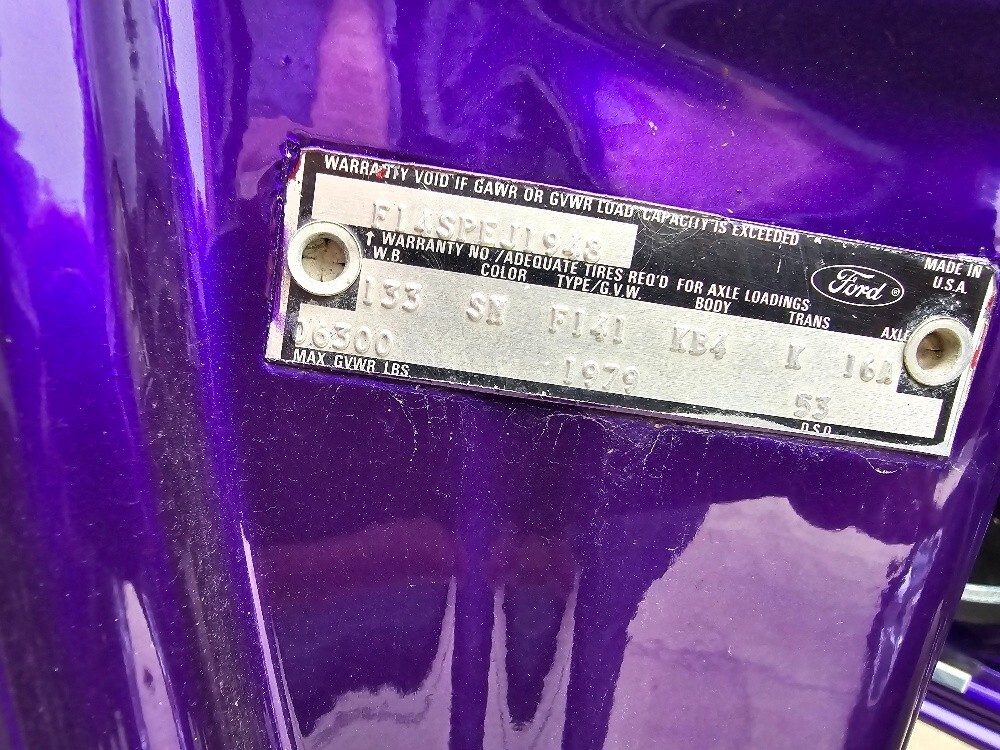 WARRANTY VOID IF GAWR OR GVWR LOAD CAPACITY IS EXCEEDED
F14SPEJ1948
↑ WARRANTY NO./ADEQUATE TIRES REQ'D FOR AXLE LOADINGS
Ford ®
MADE IN
U.S.A.
W.B. COLOR TYPE/G.V.W. BODY TRANS AXLE
133 F141 KB4 K 16A
06300 1979 53
MAX GVWR LBS. D.S.O.